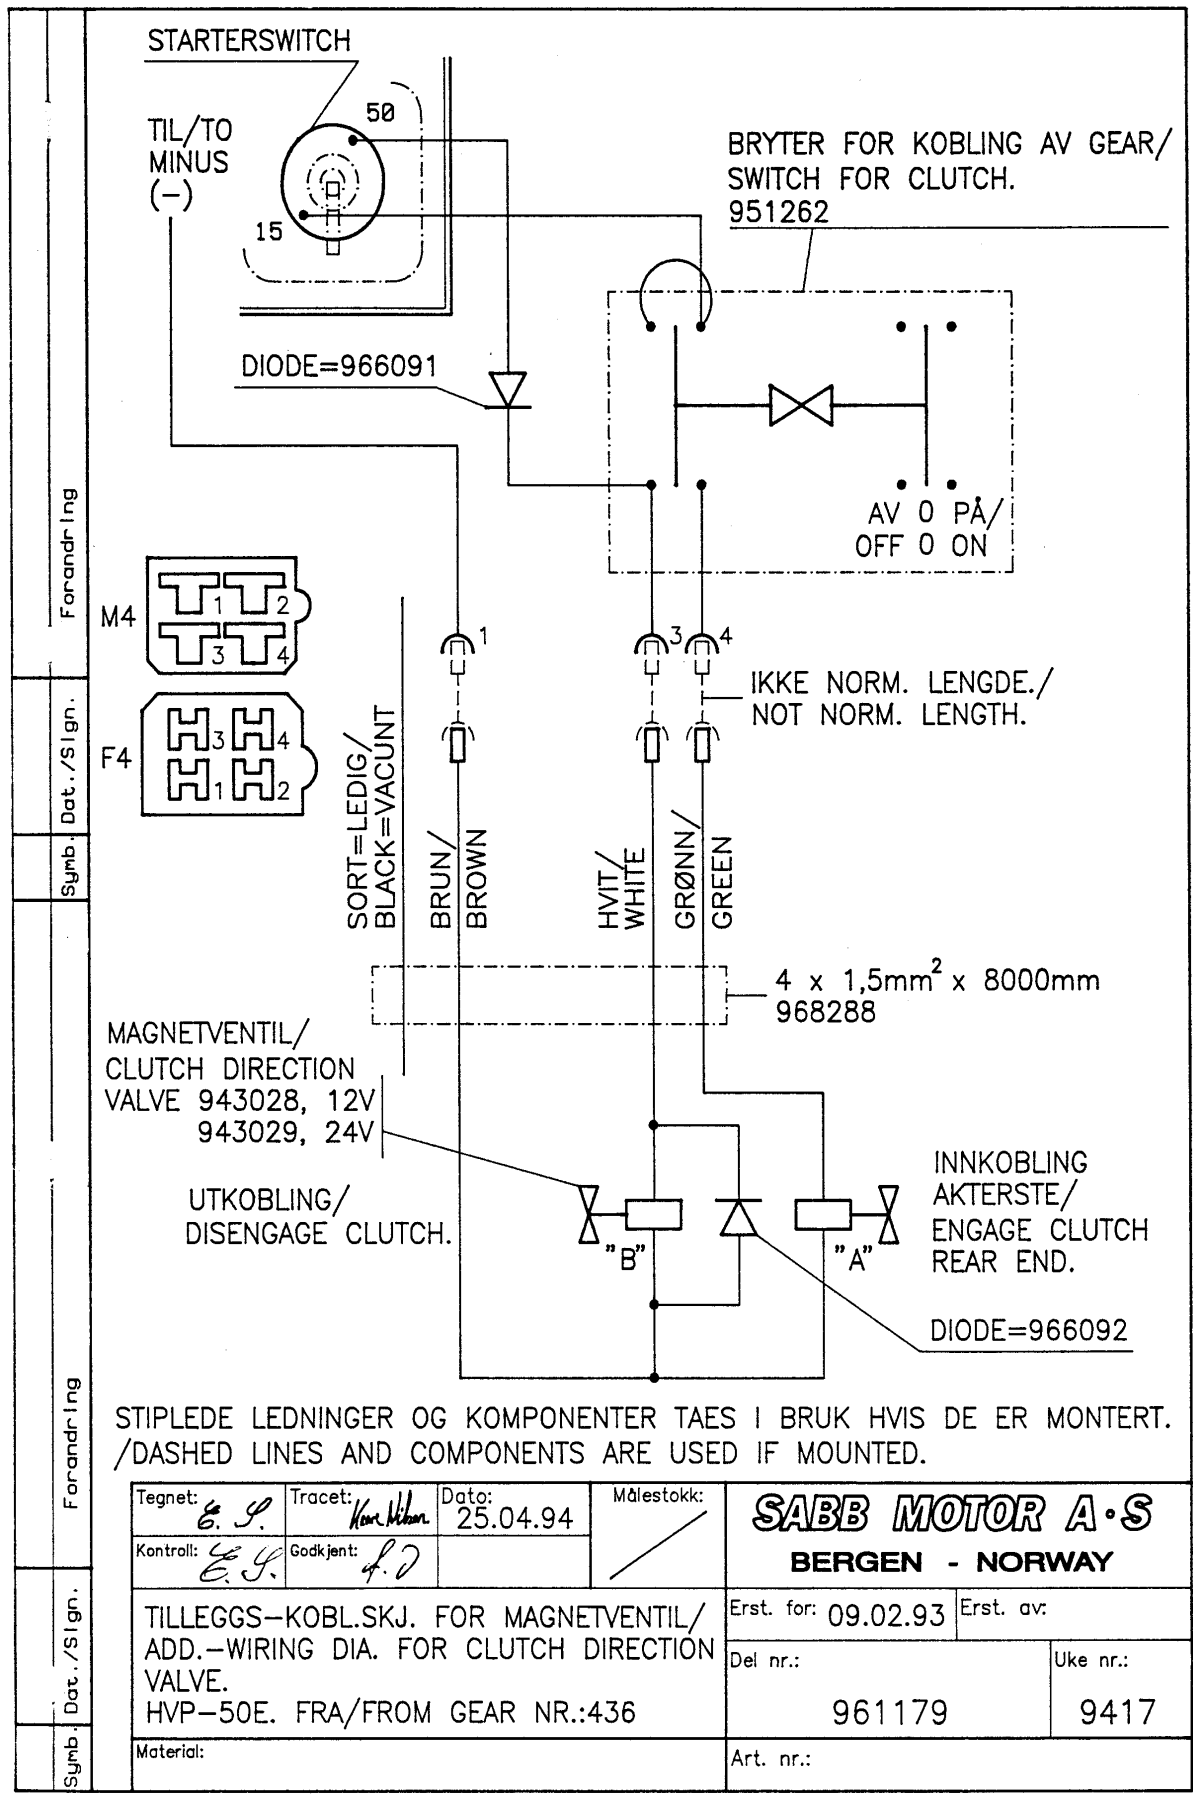 STARTERSWITCH
50
TIL/TO
MINUS
(-)
15
BRYTER FOR KOBLING AV GEAR/
SWITCH FOR CLUTCH.
951262
DIODE=966091
AV 0 PÅ/
OFF 0 ON
M4
1 2
3 4
F4
3 4
1 2
1
3
4
IKKE NORM. LENGDE./
NOT NORM. LENGTH.
SORT=LEDIG/
BLACK=VACUNT
BRUN/
BROWN
HVIT/
WHITE
GRØNN/
GREEN
4 x 1,5mm² x 8000mm
968288
MAGNETVENTIL/
CLUTCH DIRECTION
VALVE 943028, 12V
943029, 24V
UTKOBLING/
DISENGAGE CLUTCH.
"B"
"A"
INNKOBLING
AKTERSTE/
ENGAGE CLUTCH
REAR END.
DIODE=966092
STIPLEDE LEDNINGER OG KOMPONENTER TAES I BRUK HVIS DE ER MONTERT.
/DASHED LINES AND COMPONENTS ARE USED IF MOUNTED.
Forandring
Symb. Dat./Sign.
Forandring
Symb. Dat./Sign.
Tegnet: E. S.
Tracet:
Dato:
25.04.94
Målestokk:
Kontroll: E. S.
Godkjent:
SABB MOTOR A·S
BERGEN - NORWAY
TILLEGGS-KOBL.SKJ. FOR MAGNETVENTIL/
ADD.-WIRING DIA. FOR CLUTCH DIRECTION
VALVE.
HVP-50E. FRA/FROM GEAR NR.:436
Erst. for: 09.02.93
Erst. av:
Del nr.:
961179
Uke nr.:
9417
Material:
Art. nr.: